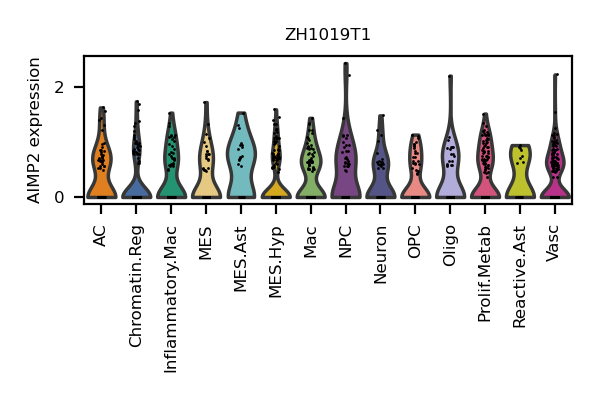 ZH1019T1
AIMP2 expression
2
0
AC
Chromatin.Reg
Inflammatory.Mac
MES
MES.Ast
MES.Hyp
Mac
NPC
Neuron
OPC
Oligo
Prolif.Metab
Reactive.Ast
Vasc